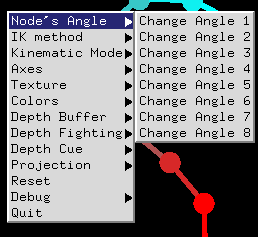 Node's Angle
IK method
Kinematic Mode
Axes
Texture
Colors
Depth Buffer
Depth Fighting
Depth Cue
Projection
Reset
Debug
Quit
Change Angle 1
Change Angle 2
Change Angle 3
Change Angle 4
Change Angle 5
Change Angle 6
Change Angle 7
Change Angle 8